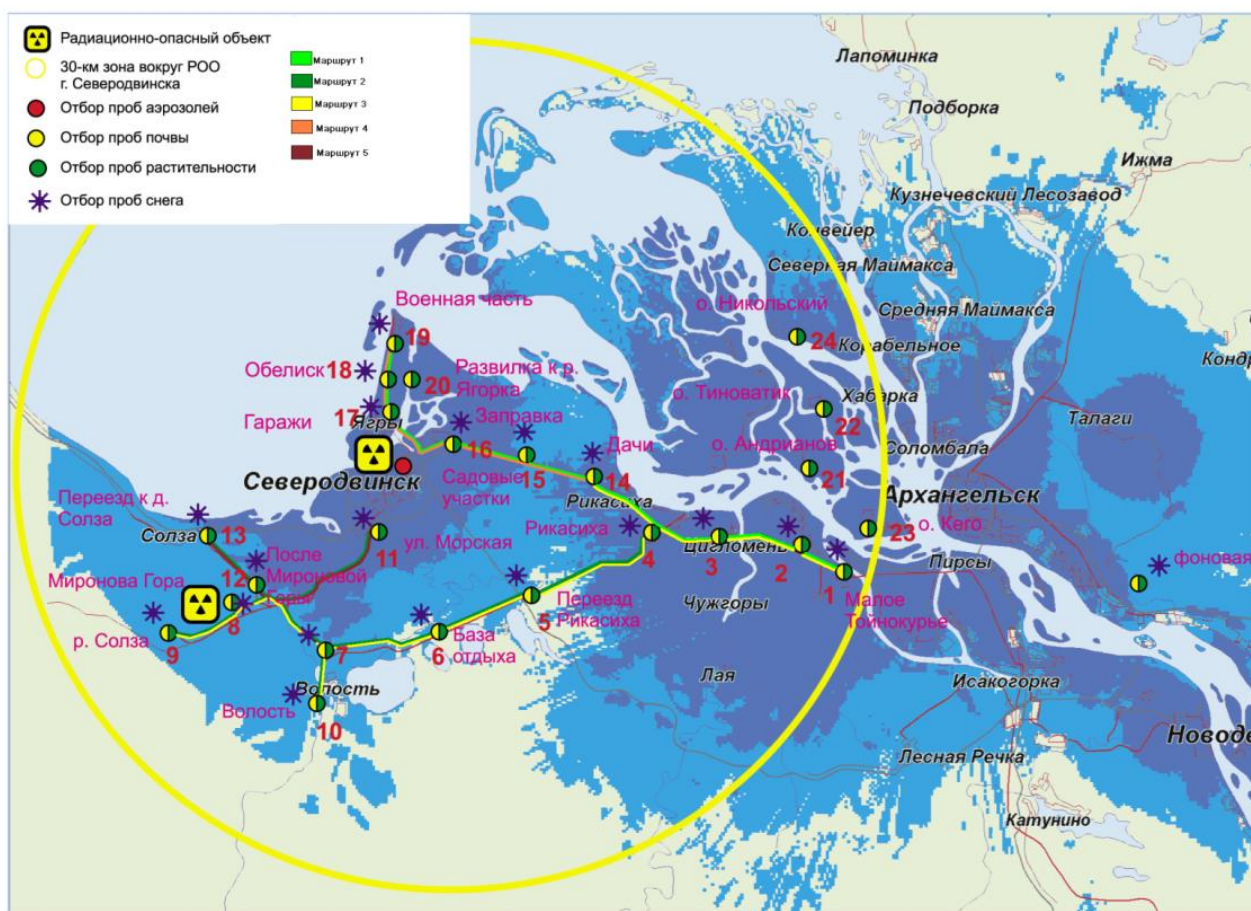 Радиационно-опасный объект
30-км зона вокруг РОО
г. Северодвинска
Отбор проб аэрозолей
Отбор проб почвы
Отбор проб растительности
Отбор проб снега
Маршрут 1
Маршрут 2
Маршрут 3
Маршрут 4
Маршрут 5
Лапоминка
Подборка
Ижма
Кузнечевский Лесозавод
Конвейер
Северная Маймакса
о. Никольский
Средняя Маймакса
24
Корабельное
Военная часть
19
Обелиск 18
20
Развилка к р.
Ягорка
о. Тиноватик
Хабарка
22
Талаги
Гаражи
17
Ягры
Заправка
16
Соломбала
о. Андрианов
21
Дачи
Северодвинск
Садовые
участки
15
14
Рикасиха
Архангельск
23
о. Кего
Переезд к д.
Солза
Солза
13
ул. Морская
11
Рикасиха
4
3
Цигломень
2
Пирсы
фоновая
12
После
Мироновой
Горы
Миронова Гора
8
Чужгоры
1
Малое
Тойнокурье
Переезд
Рикасиха
5
р. Солза
9
7
6
База
отдыха
Лая
Исакогорка
Волость
Волость
10
Новоде
Лесная Речка
Катунино